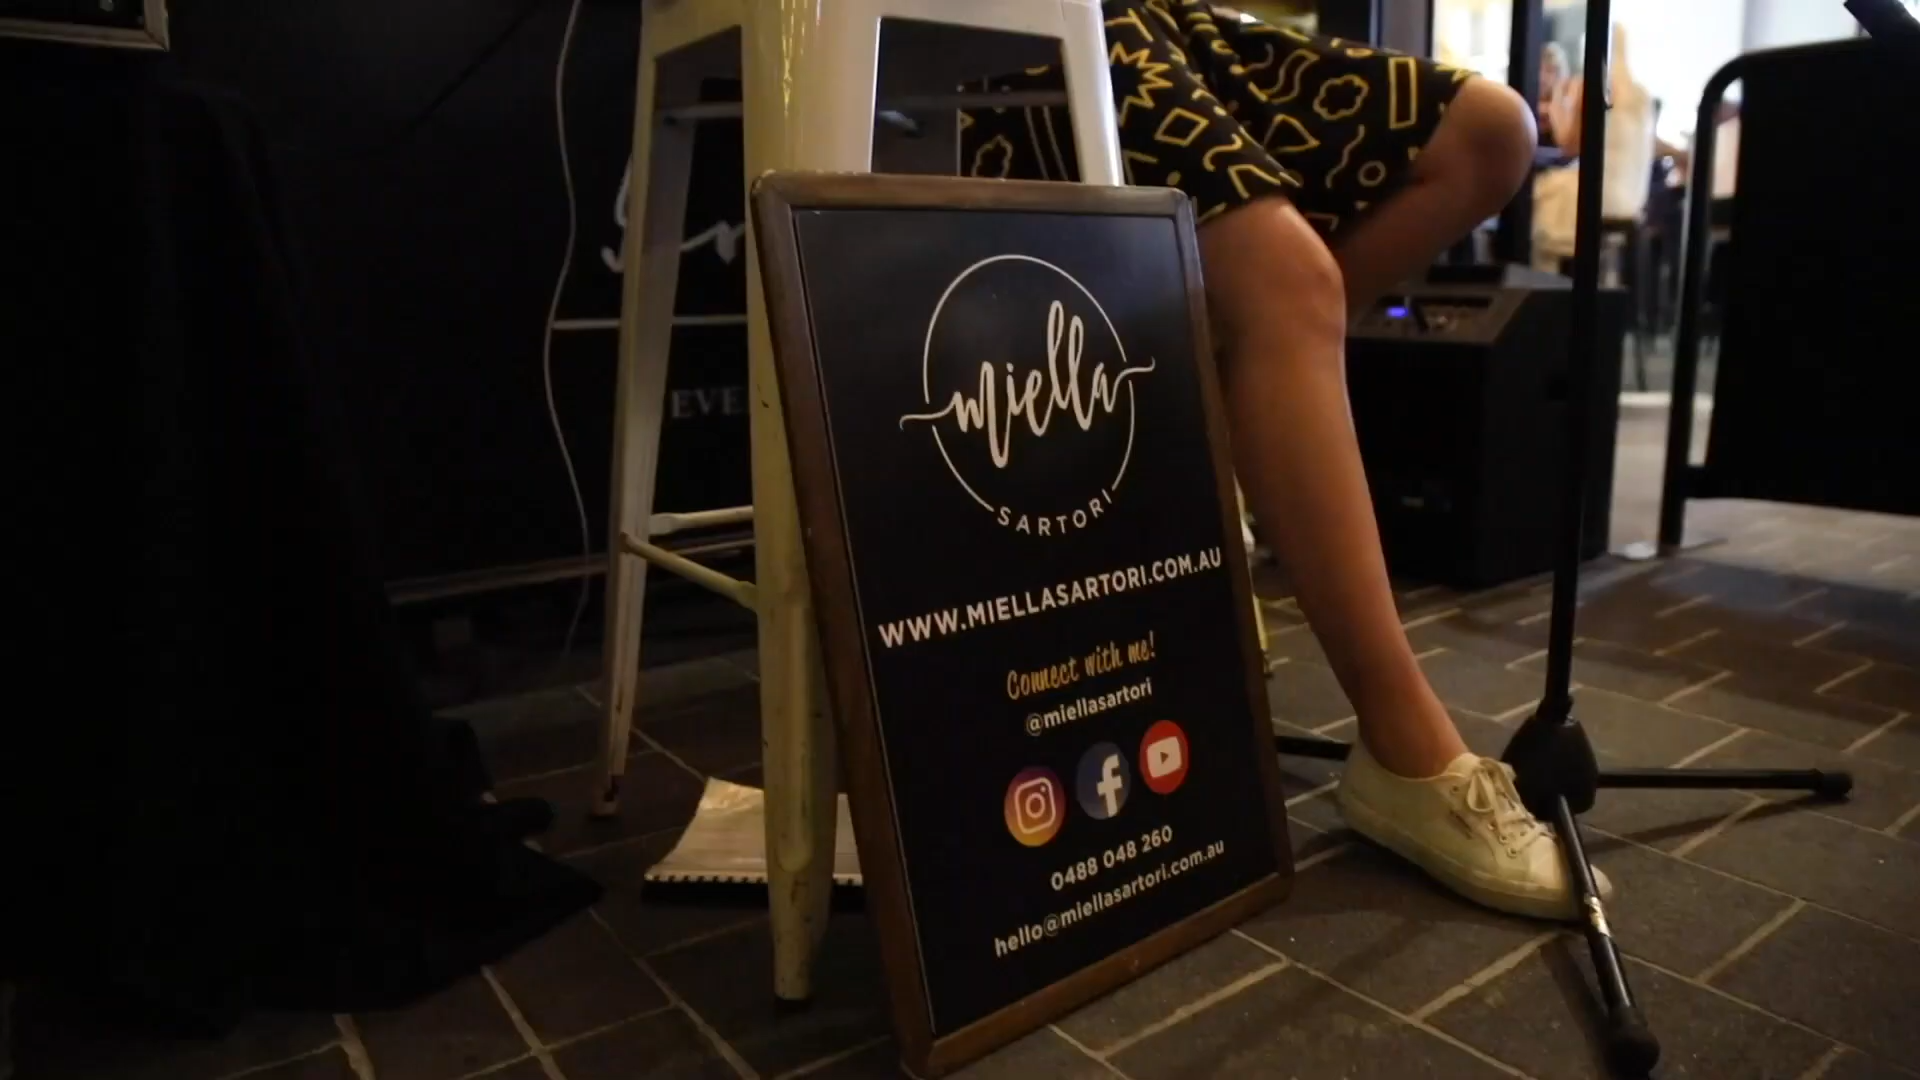 miella
SARTORI
WWW.MIELLASARTORI.COM.AU
Connect with me!
@miellasartori
0488 048 260
hello@miellasartori.com.au